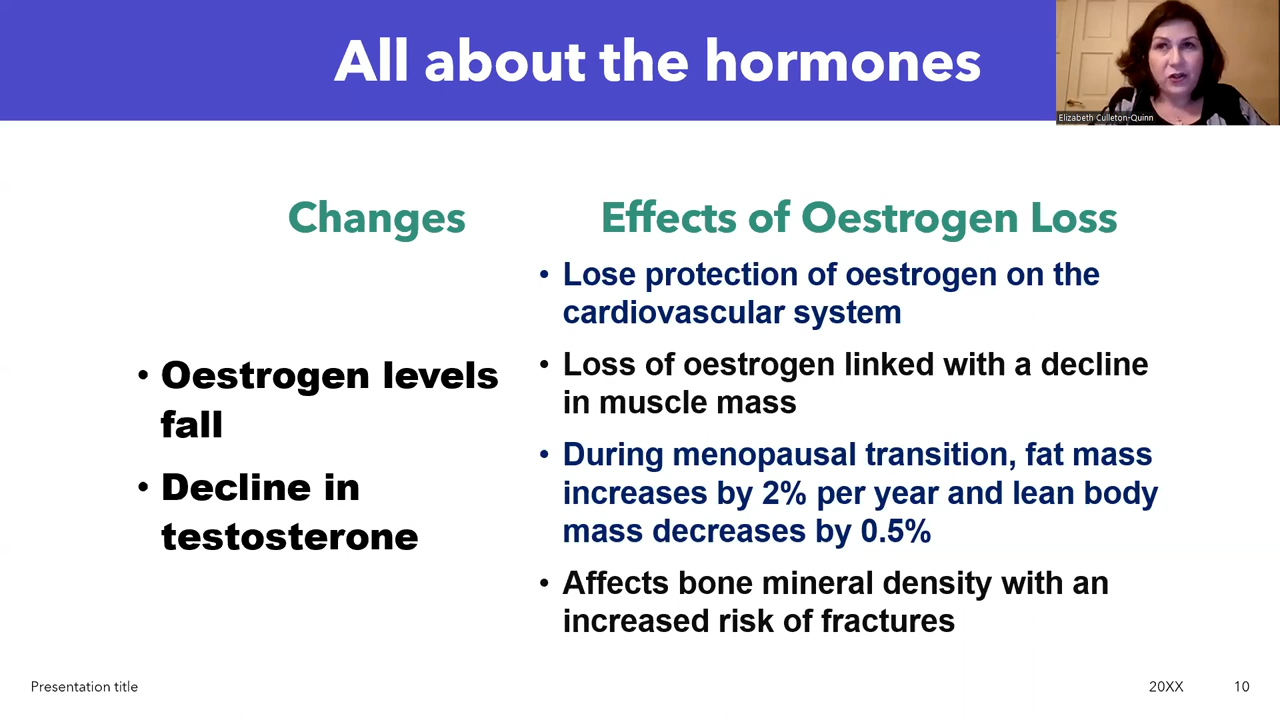 All about the hormones
Elizabeth Culleton-Quinn
Changes
• Oestrogen levels
fall
• Decline in
testosterone
Effects of Oestrogen Loss
• Lose protection of oestrogen on the
cardiovascular system
• Loss of oestrogen linked with a decline
in muscle mass
• During menopausal transition, fat mass
increases by 2% per year and lean body
mass decreases by 0.5%
• Affects bone mineral density with an
increased risk of fractures
Presentation title
20XX
10